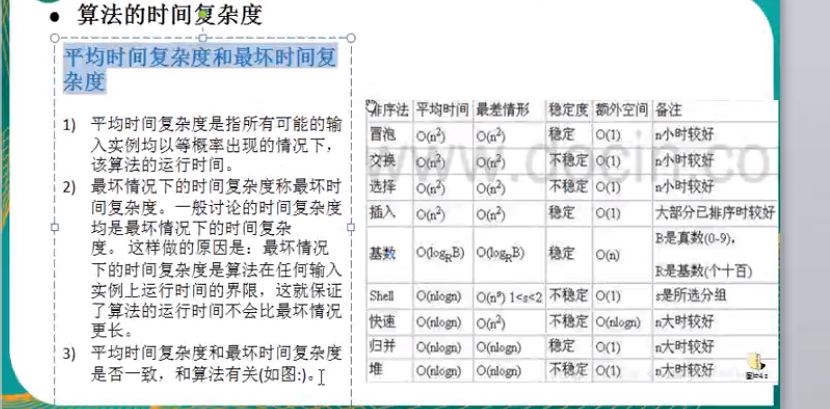 ● 算法的时间复杂度
平均时间复杂度和最坏时间复
杂度
1) 平均时间复杂度是指所有可能的输
入实例均以等概率出现的情况下,
该算法的运行时间。
2) 最坏情况下的时间复杂度称最坏时
间复杂度。一般讨论的时间复杂度
均是最坏情况下的时间复杂
度。 这样做的原因是：最坏情况
下的时间复杂度是算法在任何输入
实例上运行时间的界限，这就保证
了算法的运行时间不会比最坏情况
更长。
3) 平均时间复杂度和最坏时间复杂度
是否一致，和算法有关(如图:)。
排序法 平均时间 最差情形 稳定度 额外空间 备注
冒泡 O(n²) O(n²) 稳定 O(1) n小时较好
交换 O(n²) O(n²) 不稳定 O(1) n小时较好
选择 O(n²) O(n²) 不稳定 O(1) n小时较好
插入 O(n²) O(n²) 稳定 O(1) 大部分已排序时较好
基数 O(logRB) O(logRB) 稳定 O(n) B是真数(0-9),
R是基数(个十百)
Shell O(nlogn) O(nˢ) 1<s<2 不稳定 O(1) s是所选分组
快速 O(nlogn) O(n²) 不稳定 O(nlogn) n大时较好
归并 O(nlogn) O(nlogn) 稳定 O(1) n大时较好
堆 O(nlogn) O(nlogn) 不稳定 O(1) n大时较好
www.docin.co